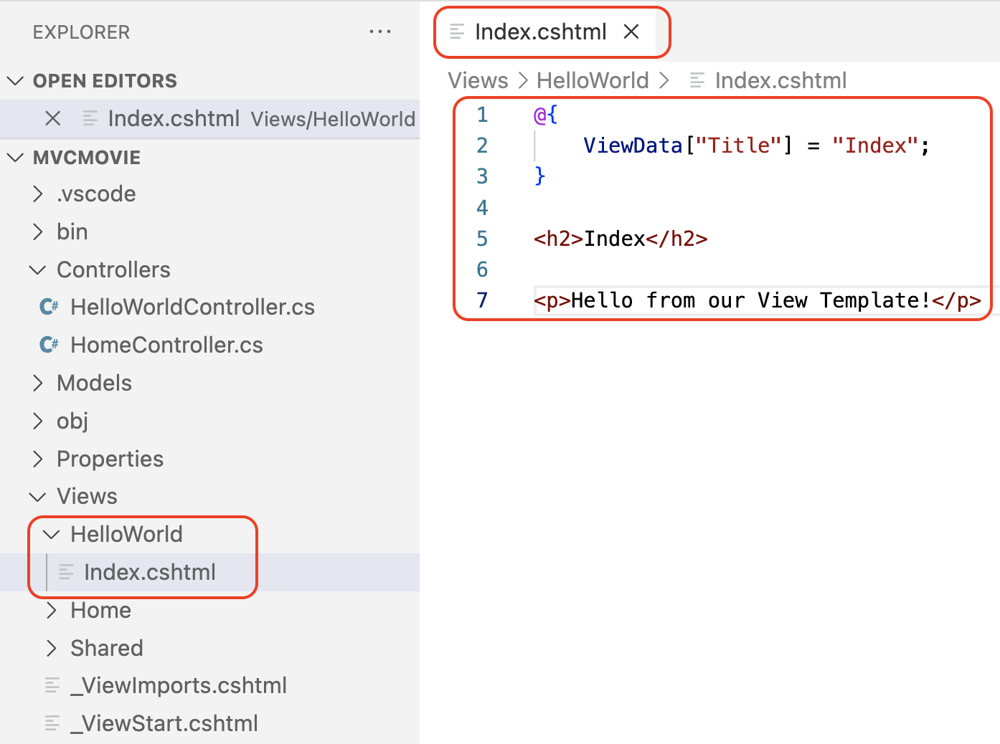 EXPLORER ...
OPEN EDITORS
Index.cshtml Views/HelloWorld
MVCMOVIE
.vscode
bin
Controllers
C# HelloWorldController.cs
C# HomeController.cs
Models
obj
Properties
Views
HelloWorld
Index.cshtml
Home
Shared
_ViewImports.cshtml
_ViewStart.cshtml
Index.cshtml
Views > HelloWorld > Index.cshtml
1 @{
2     ViewData["Title"] = "Index";
3 }
4
5 <h2>Index</h2>
6
7 <p>Hello from our View Template!</p>